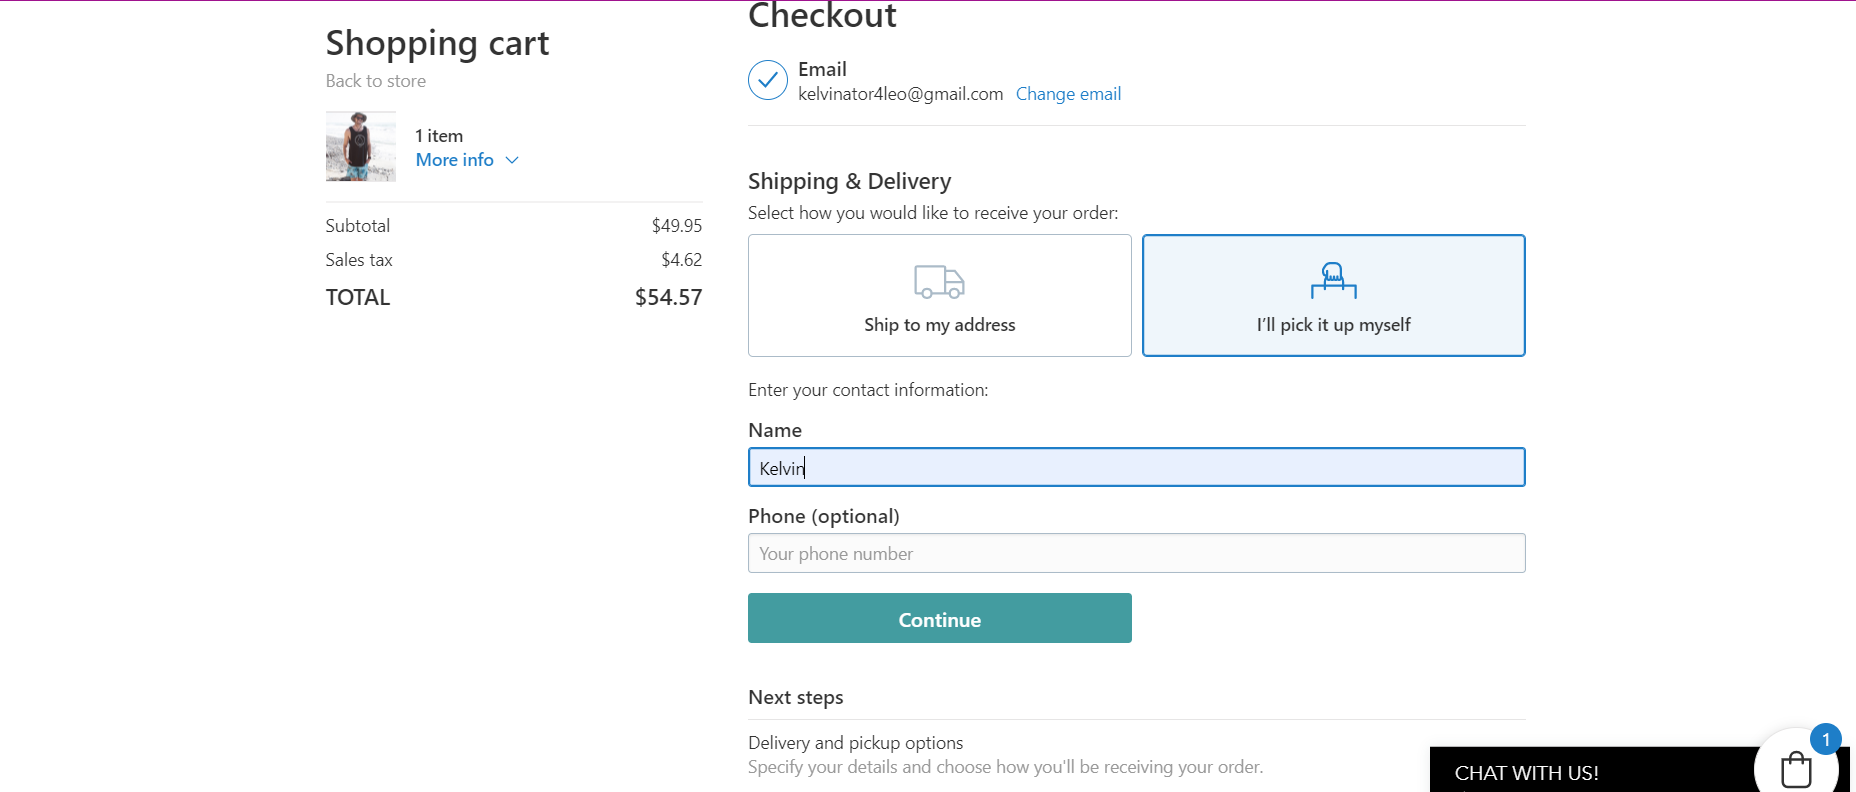 Shopping cart
Back to store
1 item
More info
Subtotal $49.95
Sales tax $4.62
TOTAL $54.57
Checkout
Email
kelvinator4leo@gmail.com Change email
Shipping & Delivery
Select how you would like to receive your order:
Ship to my address
I’ll pick it up myself
Enter your contact information:
Name
Kelvin
Phone (optional)
Your phone number
Continue
Next steps
Delivery and pickup options
Specify your details and choose how you'll be receiving your order.
CHAT WITH US!
1